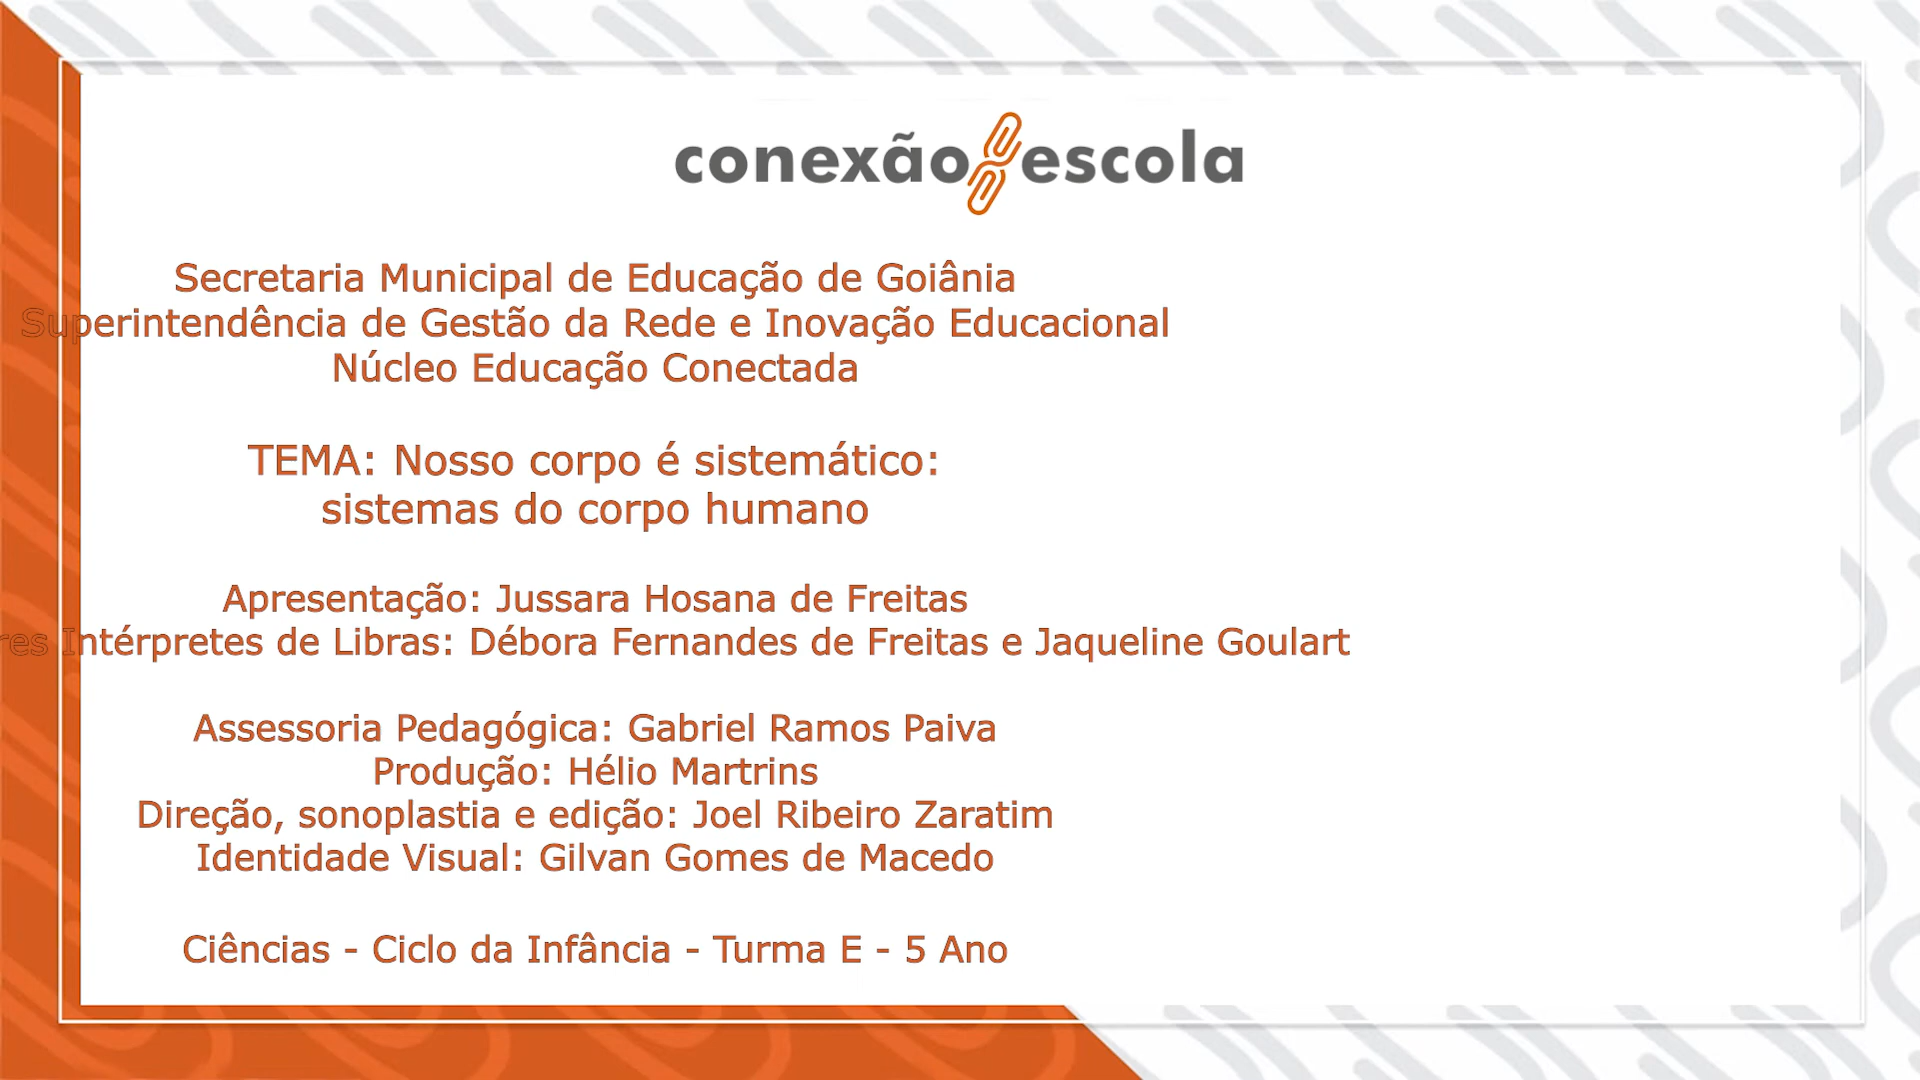 conexão escola
Secretaria Municipal de Educação de Goiânia
Superintendência de Gestão da Rede e Inovação Educacional
Núcleo Educação Conectada
TEMA: Nosso corpo é sistemático:
sistemas do corpo humano
Apresentação: Jussara Hosana de Freitas
Intérpretes de Libras: Débora Fernandes de Freitas e Jaqueline Goulart
Assessoria Pedagógica: Gabriel Ramos Paiva
Produção: Hélio Martrins
Direção, sonoplastia e edição: Joel Ribeiro Zaratim
Identidade Visual: Gilvan Gomes de Macedo
Ciências - Ciclo da Infância - Turma E - 5 Ano